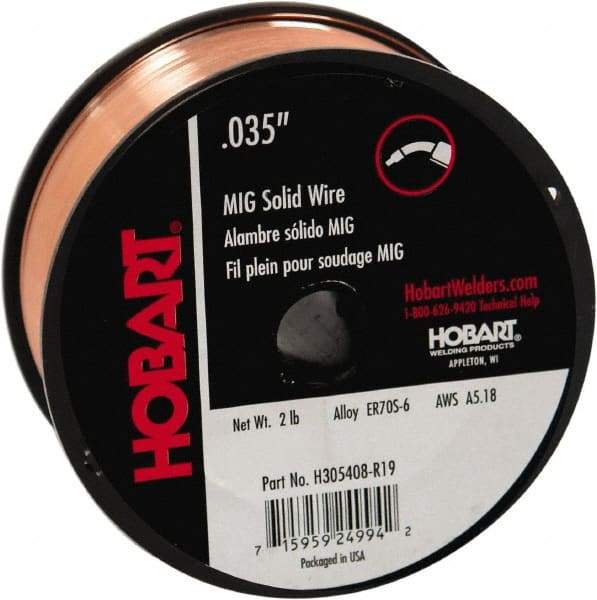 .035"
MIG Solid Wire
Alambre sólido MIG
Fil plein pour soudage MIG
HOBART®
HobartWelders.com
1-800-626-9420 Technical Help
HOBART®
WELDING PRODUCTS
APPLETON, WI
Net Wt. 2 lb Alloy ER70S-6 AWS A5.18
Part No. H305408-R19
7 15959 24994 2
Packaged in USA